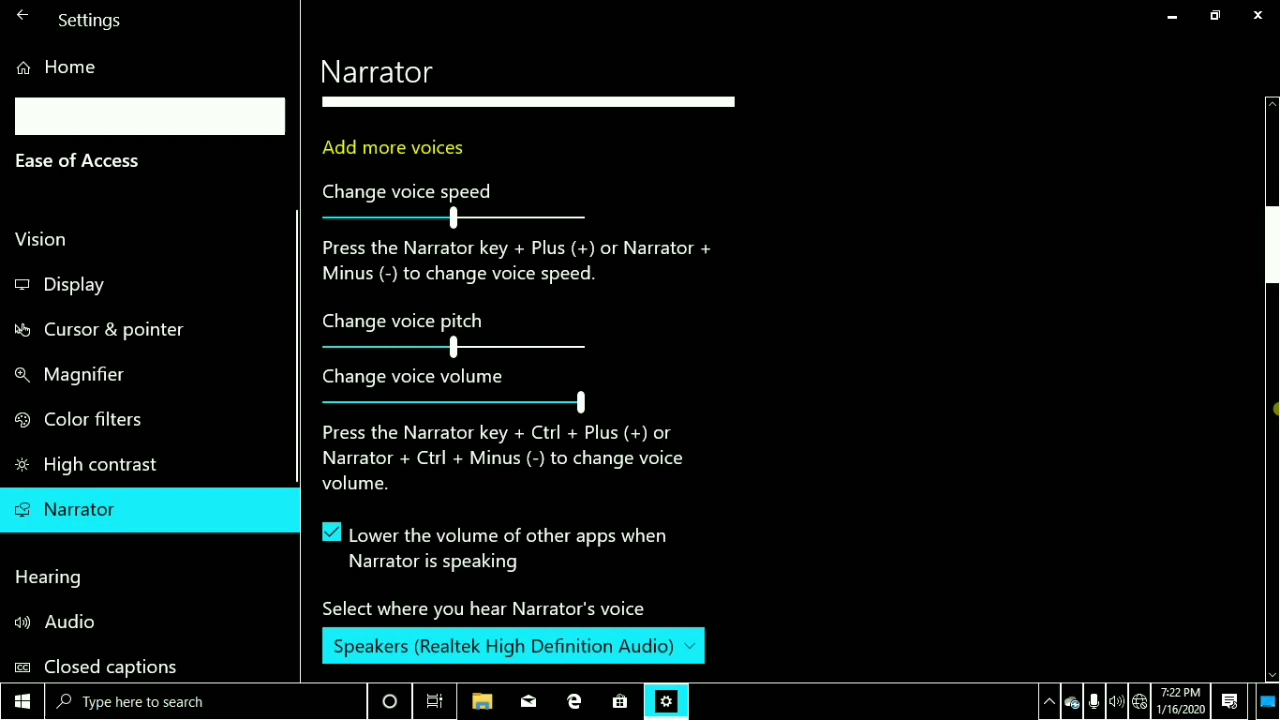 Settings
Home
Ease of Access
Vision
Display
Cursor & pointer
Magnifier
Color filters
High contrast
Narrator
Hearing
Audio
Closed captions
Narrator
Add more voices
Change voice speed
Press the Narrator key + Plus (+) or Narrator +
Minus (-) to change voice speed.
Change voice pitch
Change voice volume
Press the Narrator key + Ctrl + Plus (+) or
Narrator + Ctrl + Minus (-) to change voice
volume.
Lower the volume of other apps when
Narrator is speaking
Select where you hear Narrator's voice
Speakers (Realtek High Definition Audio)
Type here to search
7:22 PM
1/16/2020